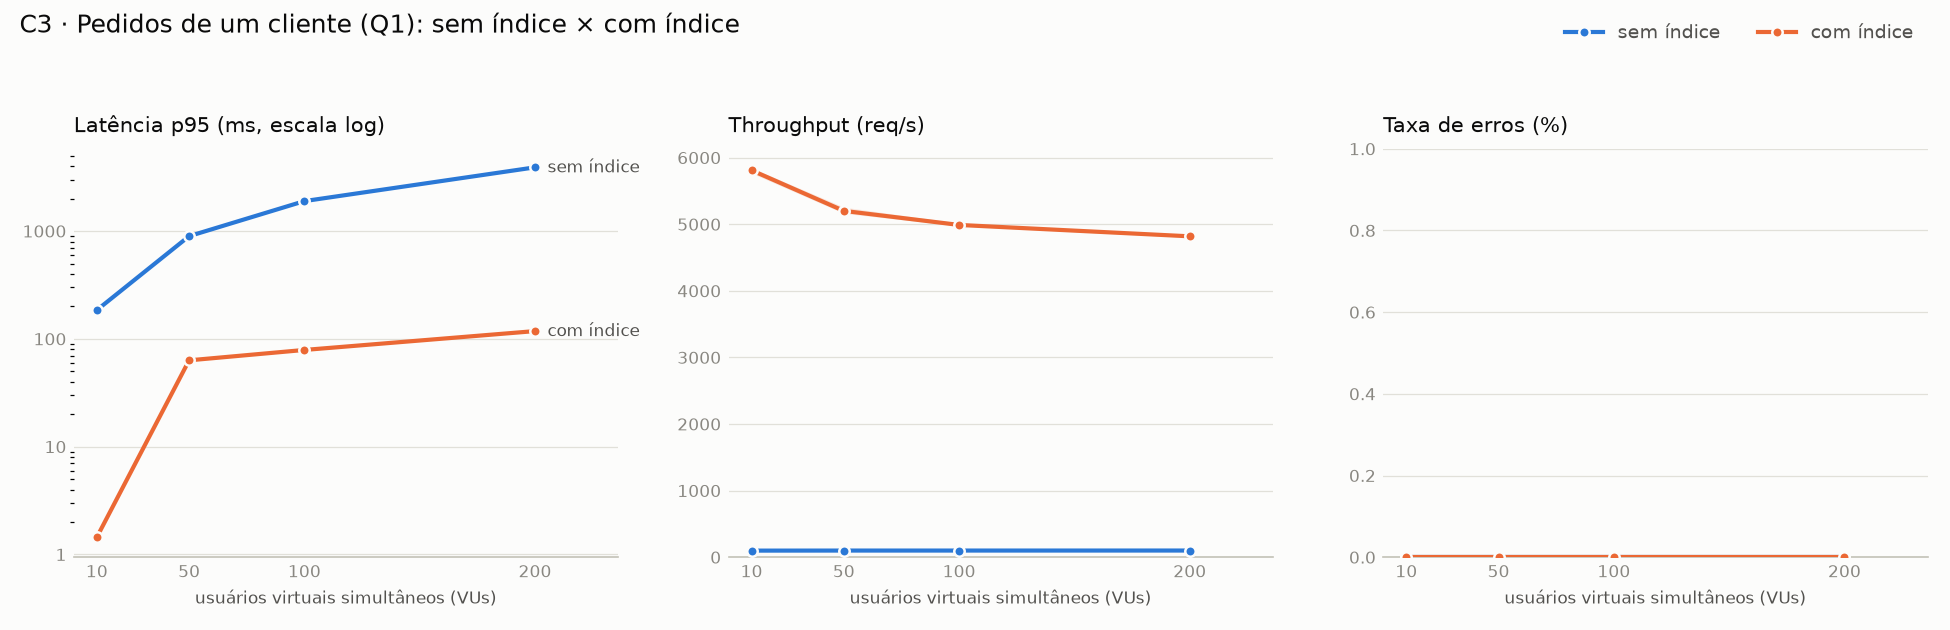 C3 · Pedidos de um cliente (Q1): sem índice × com índice
sem índice
com índice
Latência p95 (ms, escala log)
1000
100
10
1
sem índice
com índice
10 50 100 200
usuários virtuais simultâneos (VUs)
Throughput (req/s)
6000
5000
4000
3000
2000
1000
0
10 50 100 200
usuários virtuais simultâneos (VUs)
Taxa de erros (%)
1.0
0.8
0.6
0.4
0.2
0.0
10 50 100 200
usuários virtuais simultâneos (VUs)